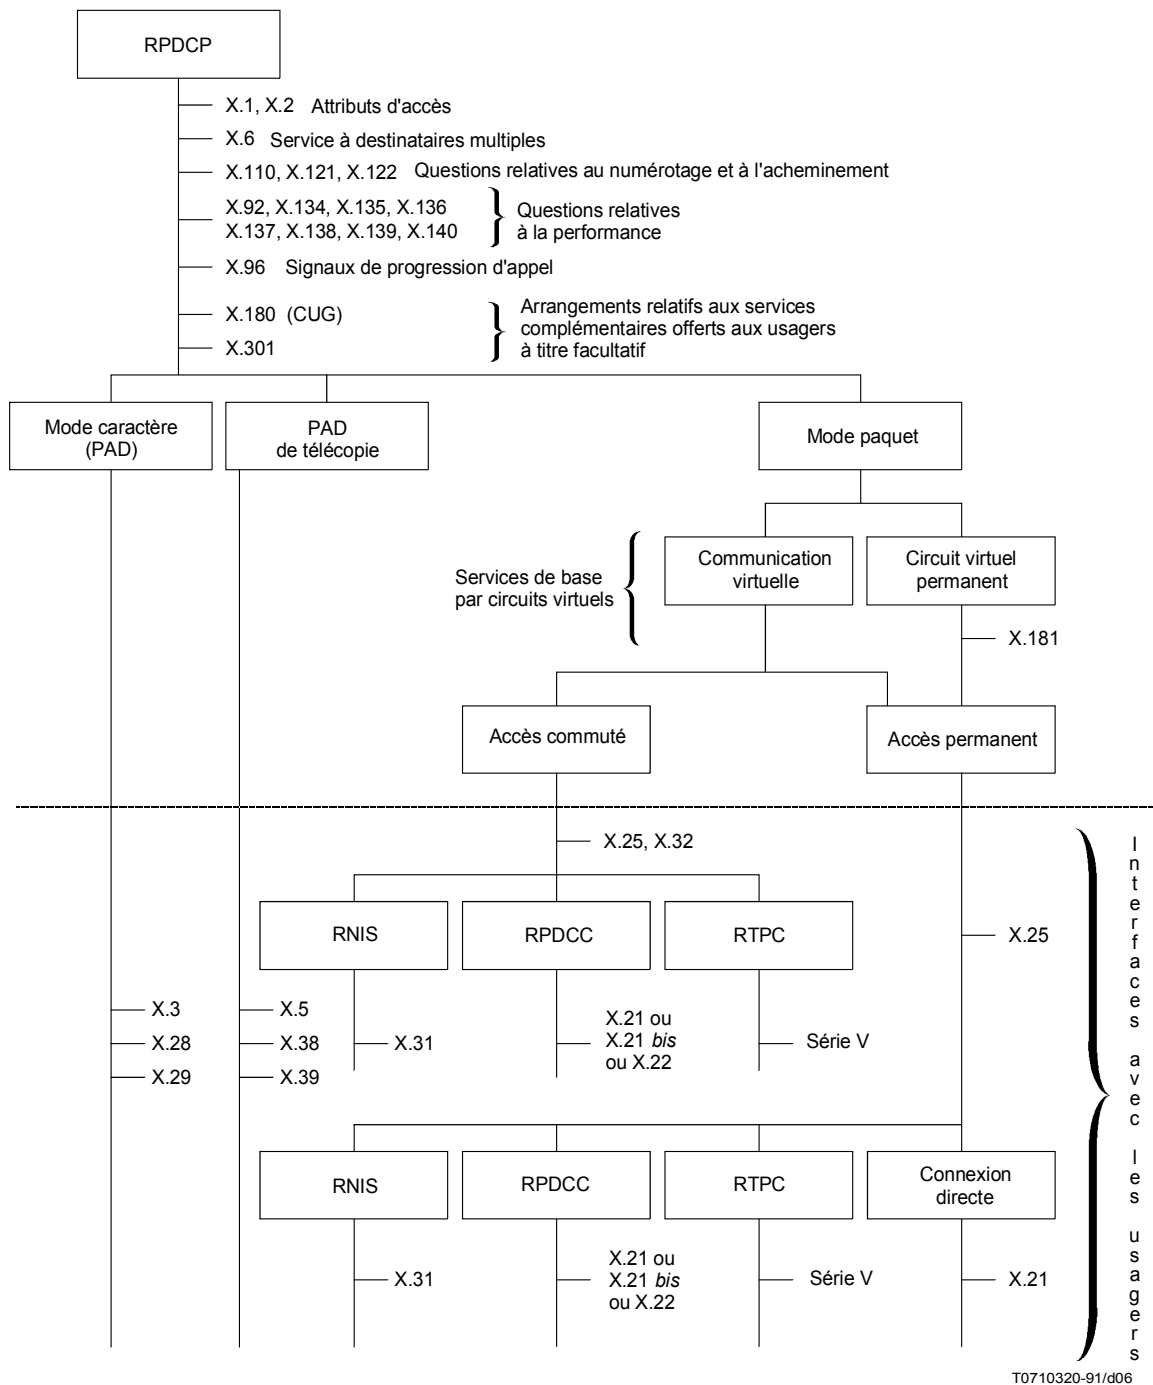 RPDCP
X.1, X.2 Attributs d'accès
X.6 Service à destinataires multiples
X.110, X.121, X.122 Questions relatives au numérotage et à l'acheminement
X.92, X.134, X.135, X.136
X.137, X.138, X.139, X.140
Questions relatives
à la performance
X.96 Signaux de progression d'appel
X.180 (CUG)
X.301
Arrangements relatifs aux services
complémentaires offerts aux usagers
à titre facultatif
Mode caractère
(PAD)
PAD
de télécopie
Mode paquet
Services de base
par circuits virtuels
Communication
virtuelle
Circuit virtuel
permanent
X.181
Accès commuté
Accès permanent
X.25, X.32
RNIS
RPDCC
RTPC
X.25
X.3
X.28
X.29
X.5
X.38
X.39
X.31
X.21 ou
X.21 bis
ou X.22
Série V
RNIS
RPDCC
RTPC
Connexion
directe
X.31
X.21 ou
X.21 bis
ou X.22
Série V
X.21
Interfaces avec les usagers
T0710320-91/d06